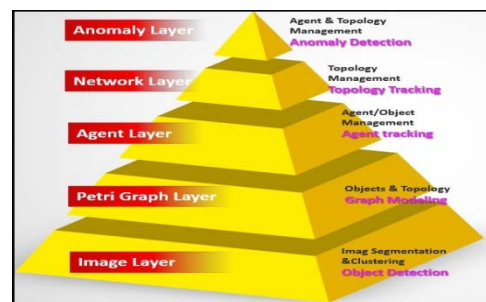 Anomaly Layer
Agent & Topology
Management
Anomaly Detection
Network Layer
Topology
Management
Topology Tracking
Agent Layer
Agent/Object
Management
Agent tracking
Petri Graph Layer
Objects & Topology
Graph Modeling
Image Layer
Imag Segmentation
&Clustering
Object Detection